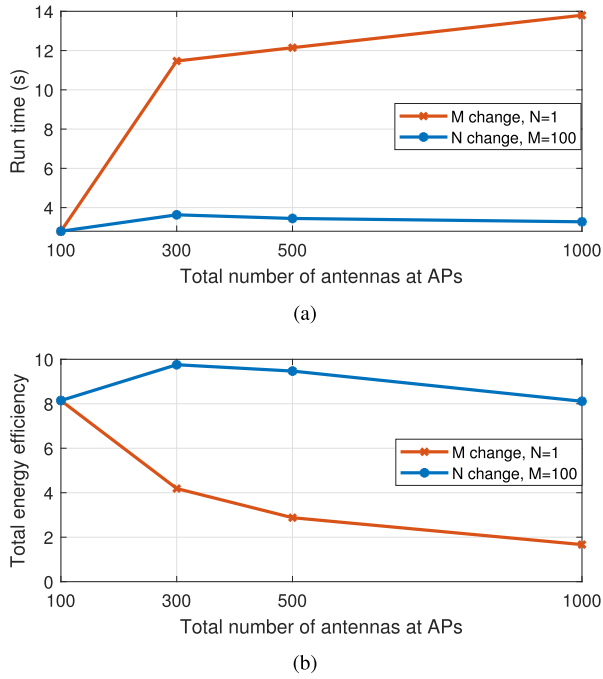 14
12
10
8
6
4
Run time (s)
M change, N=1
N change, M=100
100
300
500
1000
Total number of antennas at APs
(a)
10
8
6
4
2
0
Total energy efficiency
M change, N=1
N change, M=100
100
300
500
1000
Total number of antennas at APs
(b)